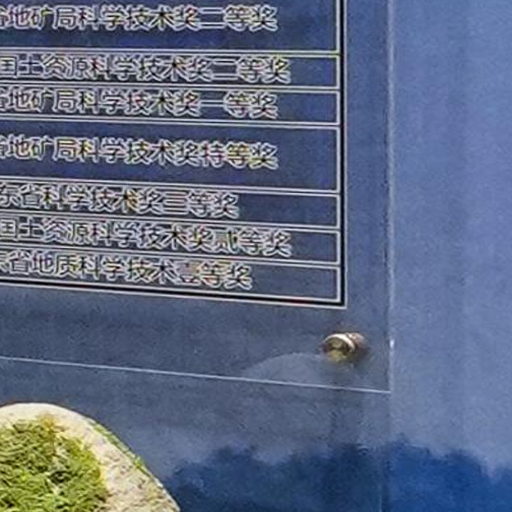 地矿局科学技术奖二等奖
国土资源科学技术奖二等奖
地矿局科学技术奖一等奖
地矿局科学技术奖特等奖
东省科学技术奖三等奖
国土资源科学技术奖贰等奖
省地质科学技术壹等奖